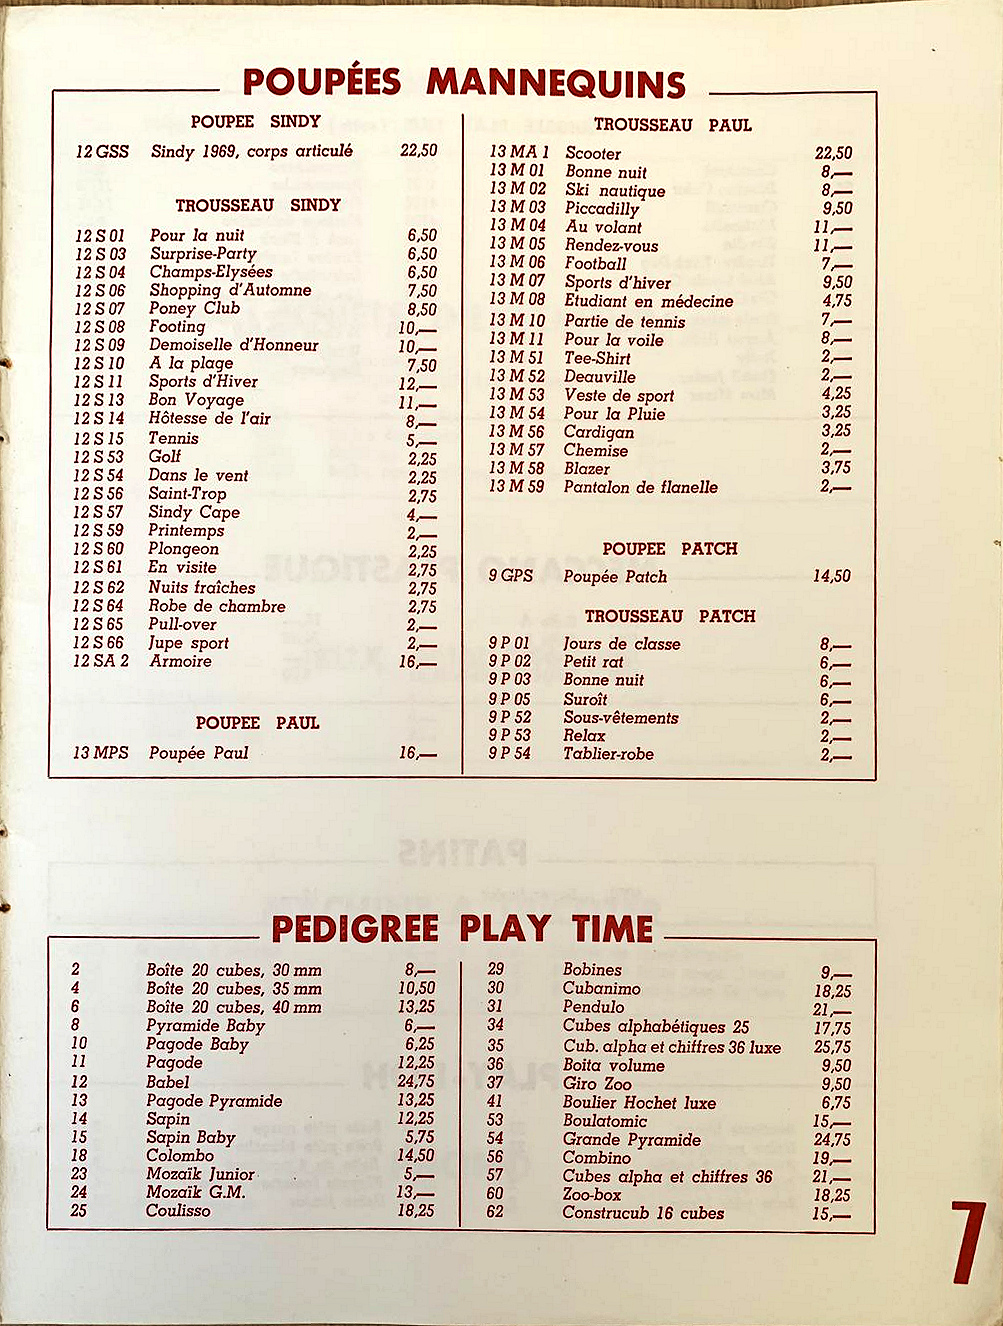 POUPÉES MANNEQUINS
POUPEE SINDY
12 GSS Sindy 1969, corps articulé 22,50
TROUSSEAU SINDY
12 S 01 Pour la nuit 6,50
12 S 03 Surprise-Party 6,50
12 S 04 Champs-Elysées 6,50
12 S 06 Shopping d'Automne 7,50
12 S 07 Poney Club 8,50
12 S 08 Footing 10,—
12 S 09 Demoiselle d'Honneur 10,—
12 S 10 A la plage 7,50
12 S 11 Sports d'Hiver 12,—
12 S 13 Bon Voyage 11,—
12 S 14 Hôtesse de l'air 8,—
12 S 15 Tennis 5,—
12 S 53 Golf 2,25
12 S 54 Dans le vent 2,25
12 S 56 Saint-Trop 2,75
12 S 57 Sindy Cape 4,—
12 S 59 Printemps 2,—
12 S 60 Plongeon 2,25
12 S 61 En visite 2,75
12 S 62 Nuits fraîches 2,75
12 S 64 Robe de chambre 2,75
12 S 65 Pull-over 2,—
12 S 66 Jupe sport 2,—
12 SA 2 Armoire 16,—
POUPEE PAUL
13 MPS Poupée Paul 16,—
TROUSSEAU PAUL
13 MA 1 Scooter 22,50
13 M 01 Bonne nuit 8,—
13 M 02 Ski nautique 8,—
13 M 03 Piccadilly 9,50
13 M 04 Au volant 11,—
13 M 05 Rendez-vous 11,—
13 M 06 Football 7,—
13 M 07 Sports d'hiver 9,50
13 M 08 Etudiant en médecine 4,75
13 M 10 Partie de tennis 7,—
13 M 11 Pour la voile 8,—
13 M 51 Tee-Shirt 2,—
13 M 52 Deauville 2,—
13 M 53 Veste de sport 4,25
13 M 54 Pour la Pluie 3,25
13 M 56 Cardigan 3,25
13 M 57 Chemise 2,—
13 M 58 Blazer 3,75
13 M 59 Pantalon de flanelle 2,—
POUPEE PATCH
9 GPS Poupée Patch 14,50
TROUSSEAU PATCH
9 P 01 Jours de classe 8,—
9 P 02 Petit rat 6,—
9 P 03 Bonne nuit 6,—
9 P 05 Suroît 6,—
9 P 52 Sous-vêtements 2,—
9 P 53 Relax 2,—
9 P 54 Tablier-robe 2,—
PEDIGREE PLAY TIME
2 Boîte 20 cubes, 30 mm 8,—
4 Boîte 20 cubes, 35 mm 10,50
6 Boîte 20 cubes, 40 mm 13,25
8 Pyramide Baby 6,—
10 Pagode Baby 6,25
11 Pagode 12,25
12 Babel 24,75
13 Pagode Pyramide 13,25
14 Sapin 12,25
15 Sapin Baby 5,75
18 Colombo 14,50
23 Mozaïk Junior 5,—
24 Mozaïk G.M. 13,—
25 Coulisso 18,25
29 Bobines 9,—
30 Cubanimo 18,25
31 Pendulo 21,—
34 Cubes alphabétiques 25 17,75
35 Cub. alpha et chiffres 36 luxe 25,75
36 Boita volume 9,50
37 Giro Zoo 9,50
41 Boulier Hochet luxe 6,75
53 Boulatomic 15,—
54 Grande Pyramide 24,75
56 Combino 19,—
57 Cubes alpha et chiffres 36 21,—
60 Zoo-box 18,25
62 Construcub 16 cubes 15,—
7